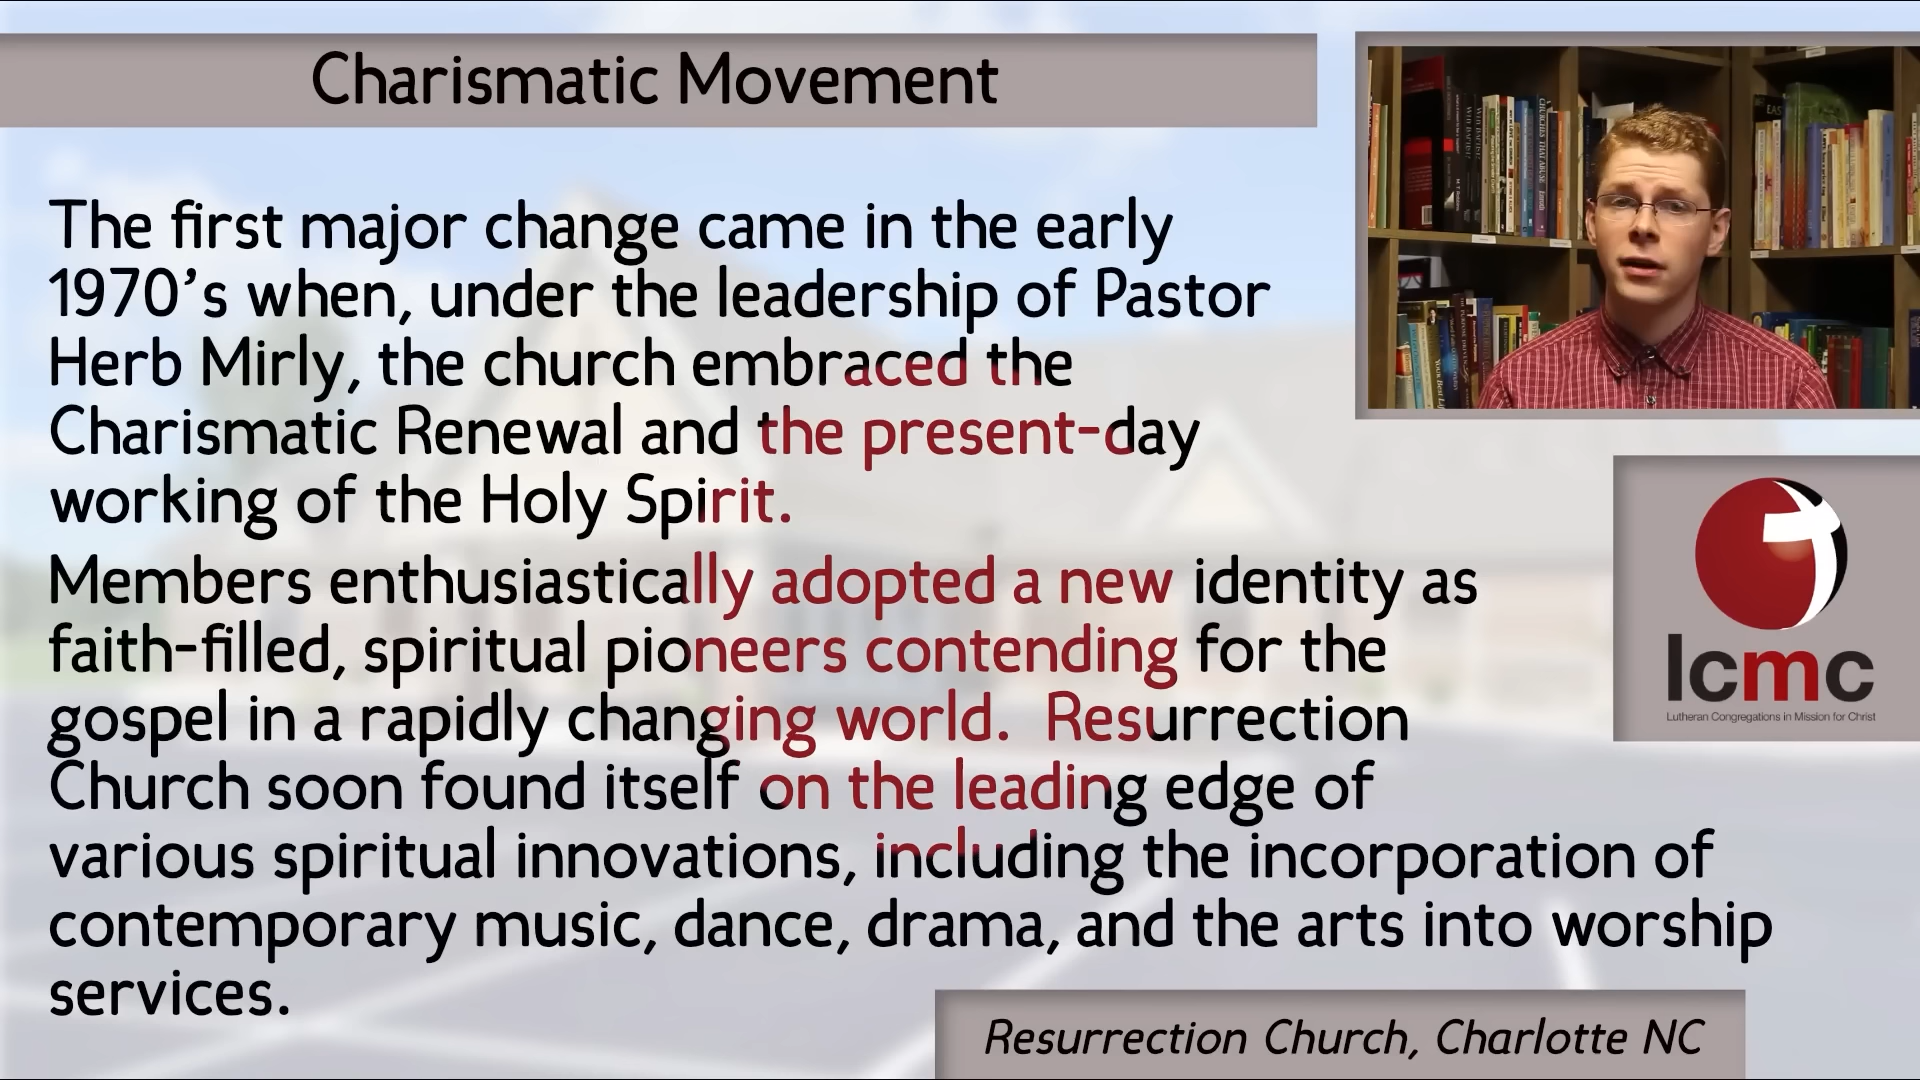 Charismatic Movement
The first major change came in the early
1970’s when, under the leadership of Pastor
Herb Mirly, the church embraced the
Charismatic Renewal and the present-day
working of the Holy Spirit.
Members enthusiastically adopted a new identity as
faith-filled, spiritual pioneers contending for the
gospel in a rapidly changing world.  Resurrection
Church soon found itself on the leading edge of
various spiritual innovations, including the incorporation of
contemporary music, dance, drama, and the arts into worship
services.
lcmc
Lutheran Congregations in Mission for Christ
Resurrection Church, Charlotte NC